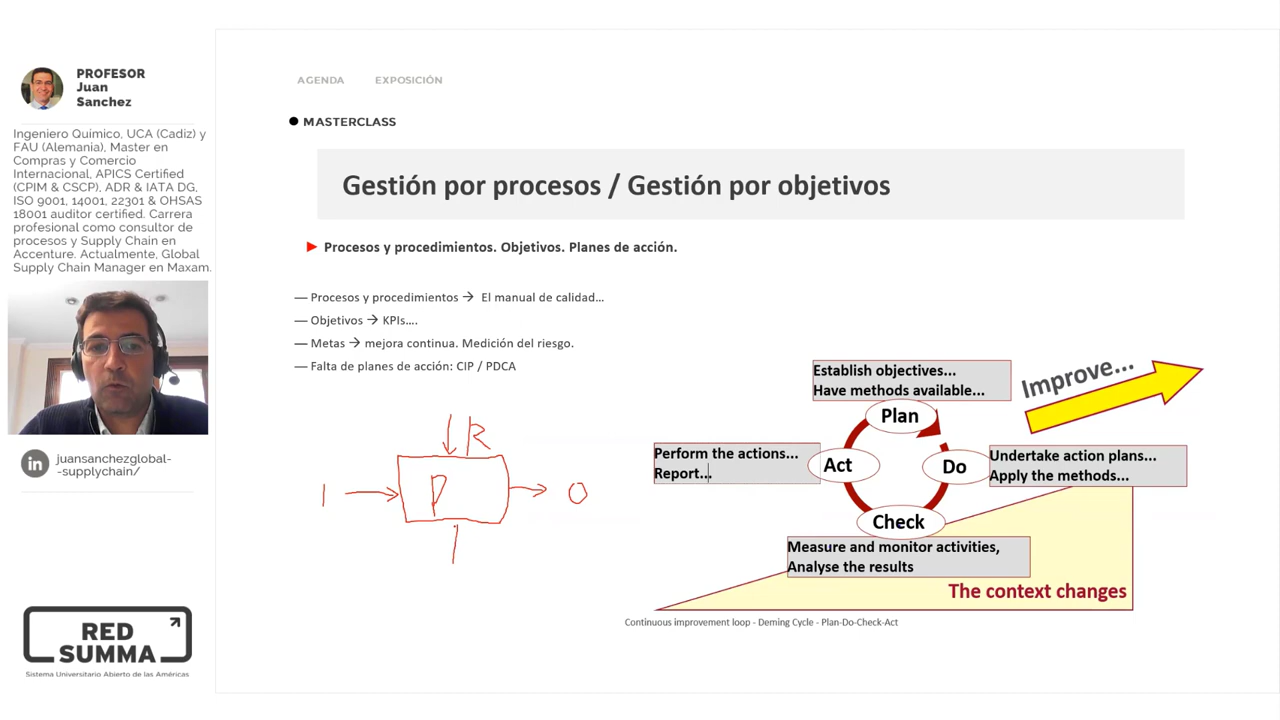 PROFESOR
Juan
Sanchez
Ingeniero Quimico, UCA (Cadiz) y
FAU (Alemania), Master en
Compras y Comercio
Internacional, APICS Certified
(CPIM & CSCP), ADR & IATA DG,
ISO 9001, 14001, 22301 & OHSAS
18001 auditor certified. Carrera
profesional como consultor de
procesos y Supply Chain en
Accenture. Actualmente, Global
Supply Chain Manager en Maxam.
in
juansanchezglobal-
-supplychain/
RED
SUMMA
Sistema Universitario Abierto de las Américas
AGENDA EXPOSICIÓN
● MASTERCLASS
Gestión por procesos / Gestión por objetivos
► Procesos y procedimientos. Objetivos. Planes de acción.
— Procesos y procedimientos → El manual de calidad...
— Objetivos → KPIs....
— Metas → mejora continua. Medición del riesgo.
— Falta de planes de acción: CIP / PDCA
R
I P O
Establish objectives...
Have methods available...
Improve...
Plan
Perform the actions...
Report...
Act
Do
Undertake action plans...
Apply the methods...
Check
Measure and monitor activities,
Analyse the results
The context changes
Continuous improvement loop - Deming Cycle - Plan-Do-Check-Act